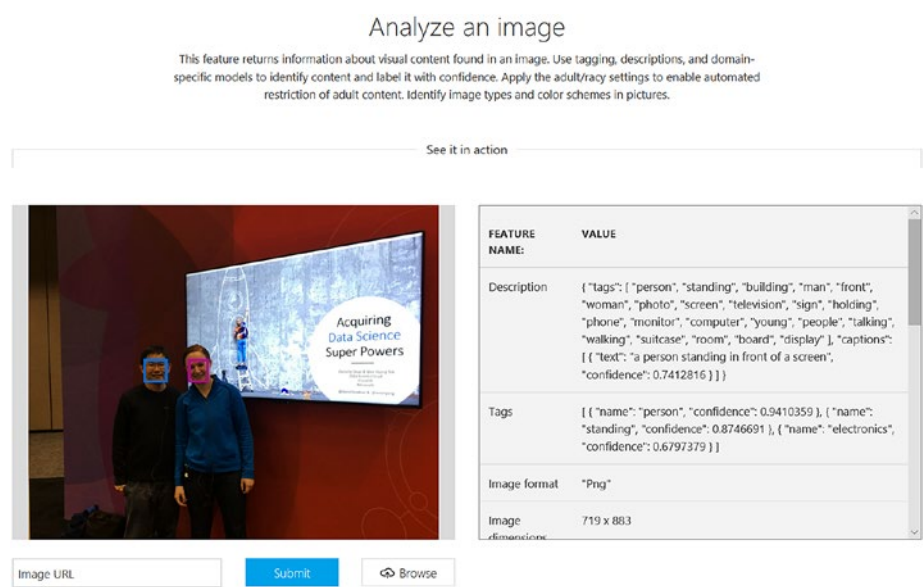 Analyze an image
This feature returns information about visual content found in an image. Use tagging, descriptions, and domain-
specific models to identify content and label it with confidence. Apply the adult/racy settings to enable automated
restriction of adult content. Identify image types and color schemes in pictures.
See it in action
Acquiring
Data Science
Super Powers
FEATURE NAME:
VALUE
Description
{ "tags": [ "person", "standing", "building", "man", "front",
"woman", "photo", "screen", "television", "sign", "holding",
"phone", "monitor", "computer", "young", "people", "talking",
"walking", "suitcase", "room", "board", "display" ], "captions":
[ { "text": "a person standing in front of a screen",
"confidence": 0.7412816 } ] }
Tags
[ { "name": "person", "confidence": 0.9410359 }, { "name":
"standing", "confidence": 0.8746691 }, { "name": "electronics",
"confidence": 0.6797379 } ]
Image format
"Png"
Image
dimensions
719 x 883
Image URL
Submit
Browse